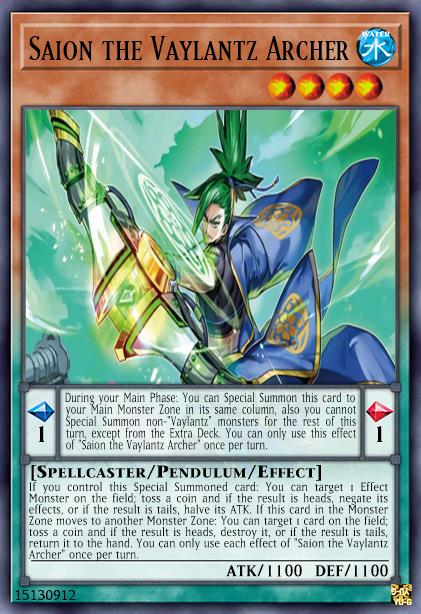 Saion the Vaylantz Archer
WATER
水
During your Main Phase: You can Special Summon this card to
your Main Monster Zone in its same column, also you cannot
Special Summon non-"Vaylantz" monsters for the rest of this
turn, except from the Extra Deck. You can only use this effect
of "Saion the Vaylantz Archer" once per turn.
1
1
[Spellcaster/Pendulum/Effect]
If you control this Special Summoned card: You can target 1 Effect
Monster on the field; toss a coin and if the result is heads, negate its
effects, or if the result is tails, halve its ATK. If this card in the Monster
Zone moves to another Monster Zone: You can target 1 card on the field;
toss a coin and if the result is heads, destroy it, or if the result is tails,
return it to the hand. You can only use each effect of "Saion the Vaylantz
Archer" once per turn.
ATK/1100 DEF/1100
15130912